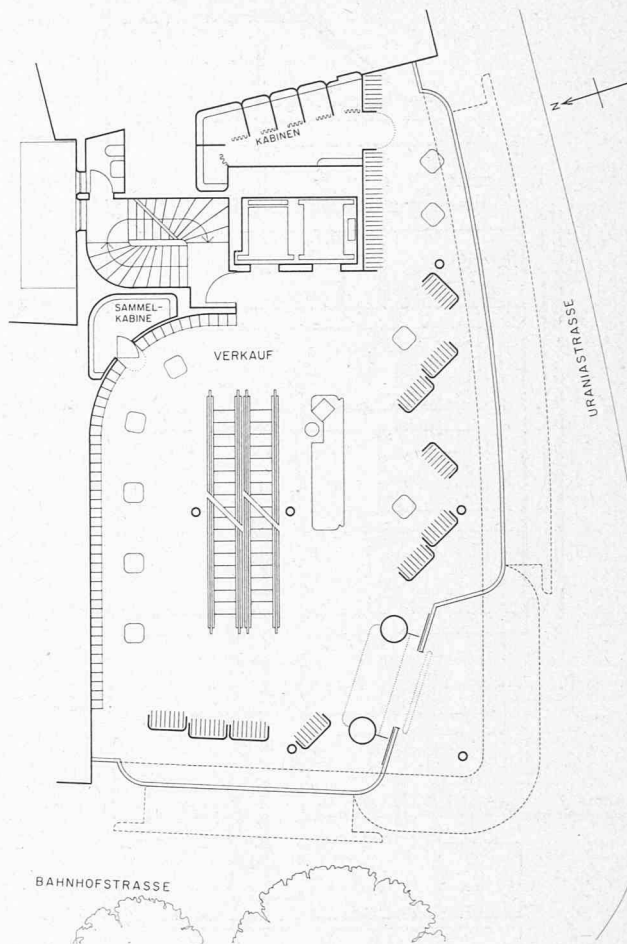 KABINEN
N
SAMMEL-
KABINE
VERKAUF
URANIASTRASSE
BAHNHOFSTRASSE